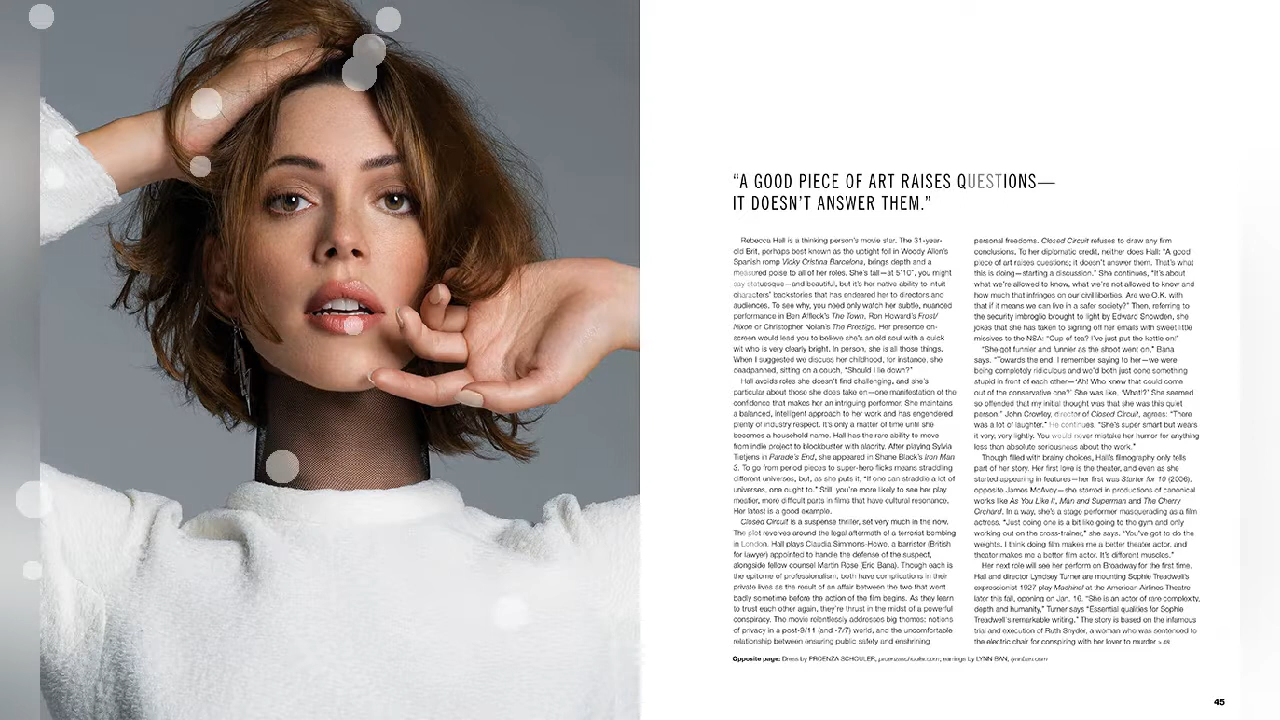 “A GOOD PIECE OF ART RAISES QUESTIONS—
IT DOESN’T ANSWER THEM.”
Rebecca Hall is a thinking person’s movie star. The 31-year-
old Brit, perhaps best known as the uptight foil in Woody Allen’s
Spanish romp Vicky Cristina Barcelona, brings depth and a
measured poise to all of her roles. She’s tall—at 5’10”, you might
say statuesque—and beautiful, but it’s her native ability to intuit
characters’ backstories that has endeared her to directors and
audiences. To see why, you need only watch her subtle, nuanced
performance in Ben Affleck’s The Town, Ron Howard’s Frost/
Nixon or Christopher Nolan’s The Prestige. Her presence on-
screen would lead you to believe she’s an old soul with a quick
wit who is very clearly bright. In person, she is all those things.
When I suggested we discuss her childhood, for instance, she
deadpanned, sitting on a couch, “Should I lie down?”
Hall avoids roles she doesn’t find challenging, and she’s
particular about those she does take on—one manifestation of the
confidence that makes her an intriguing performer. She maintains
a balanced, intelligent approach to her work and has engendered
plenty of industry respect. It’s only a matter of time until she
becomes a household name. Hall has the rare ability to move
from indie project to blockbuster with alacrity. After playing Sylvia
Tietjens in Parade’s End, she appeared in Shane Black’s Iron Man
3. To go from period pieces to super-hero flicks means straddling
different universes, but, as she puts it, “If one can straddle a lot of
universes, one ought to.” Still, you’re more likely to see her play
meatier, more difficult parts in films that have cultural resonance.
Her latest is a good example.
Closed Circuit is a suspense thriller, set very much in the now.
The plot revolves around the legal aftermath of a terrorist bombing
in London. Hall plays Claudia Simmons-Howe, a barrister (British
for lawyer) appointed to handle the defense of the suspect,
alongside fellow counsel Martin Rose (Eric Bana). Though each is
the epitome of professionalism, both have complications in their
private lives as the result of an affair between the two that went
badly sometime before the action of the film begins. As they learn
to trust each other again, they’re thrust in the midst of a powerful
conspiracy. The movie relentlessly addresses big themes: notions
of privacy in a post-9/11 (and -7/7) world, and the uncomfortable
relationship between ensuring public safety and enshrining
personal freedoms. Closed Circuit refuses to draw any firm
conclusions. To her diplomatic credit, neither does Hall: “A good
piece of art raises questions; it doesn’t answer them. That’s what
this is doing—starting a discussion.” She continues, “It’s about
what we’re allowed to know, what we’re not allowed to know and
how much that infringes on our civil liberties. Are we O.K. with
that if it means we can live in a safer society?” Then, referring to
the security imbroglio brought to light by Edward Snowden, she
jokes that she has taken to signing off her emails with sweet little
missives to the NSA: “Cup of tea? I’ve just put the kettle on!”
“She got funnier and funnier as the shoot went on,” Bana
says. “Towards the end I remember saying to her—we were
being completely ridiculous and we’d both just done something
stupid in front of each other—‘Ah! Who knew that could come
out of the conservative one?’ She was like, ‘What!?’ She seemed
so offended that my initial thought was that she was this quiet
person.” John Crowley, director of Closed Circuit, agrees: “There
was a lot of laughter.” He continues. “She’s super smart but wears
it very, very lightly. You would never mistake her humor for anything
less than absolute seriousness about the work.”
Though filled with brainy choices, Hall’s filmography only tells
part of her story. Her first love is the theater, and even as she
started appearing in features—her first was Starter for 10 (2006),
opposite James McAvoy—she starred in productions of canonical
works like As You Like It, Man and Superman and The Cherry
Orchard. In a way, she’s a stage performer masquerading as a film
actress. “Just doing one is a bit like going to the gym and only
working out on the cross-trainer,” she says. “You’ve got to do the
weights. I think doing film makes me a better theater actor, and
theater makes me a better film actor. It’s different muscles.”
Her next role will see her perform on Broadway for the first time.
Hall and director Lyndsey Turner are mounting Sophie Treadwell’s
expressionist 1927 play Machinal at the American Airlines Theatre
later this fall, opening on Jan. 16. “She is an actor of rare complexity,
depth and humanity,” Turner says “Essential qualities for Sophie
Treadwell’s remarkable writing.” The story is based on the infamous
trial and execution of Ruth Snyder, a woman who was sentenced to
the electric chair for conspiring with her lover to murder
Opposite page: Dress by PROENZA SCHOULER, proenzaschouler.com; earrings by LYNN BAN, lynnban.com
45